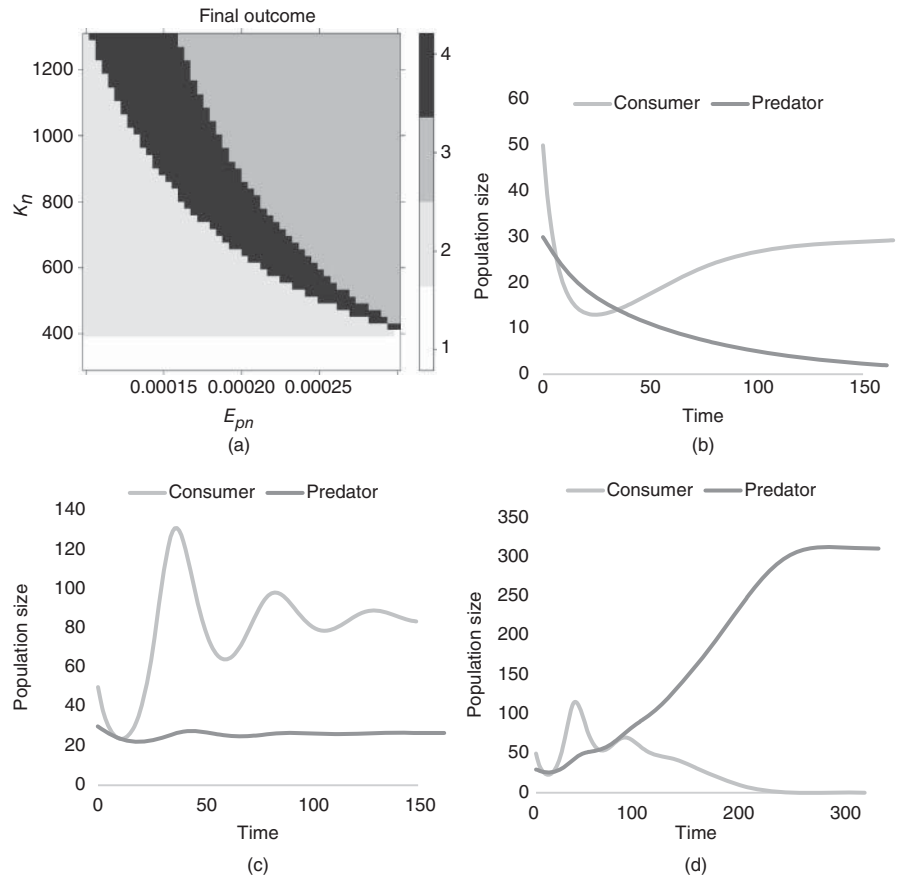 Final outcome
1200
1000
800
600
400
K_n
0.00015 0.00020 0.00025
E_pn
4
3
2
1
(a)
Consumer Predator
60
50
40
30
20
10
0
Population size
0 50 100 150
Time
(b)
Consumer Predator
140
120
100
80
60
40
20
0
Population size
0 50 100 150
Time
(c)
Consumer Predator
350
300
250
200
150
100
50
0
Population size
0 100 200 300
Time
(d)